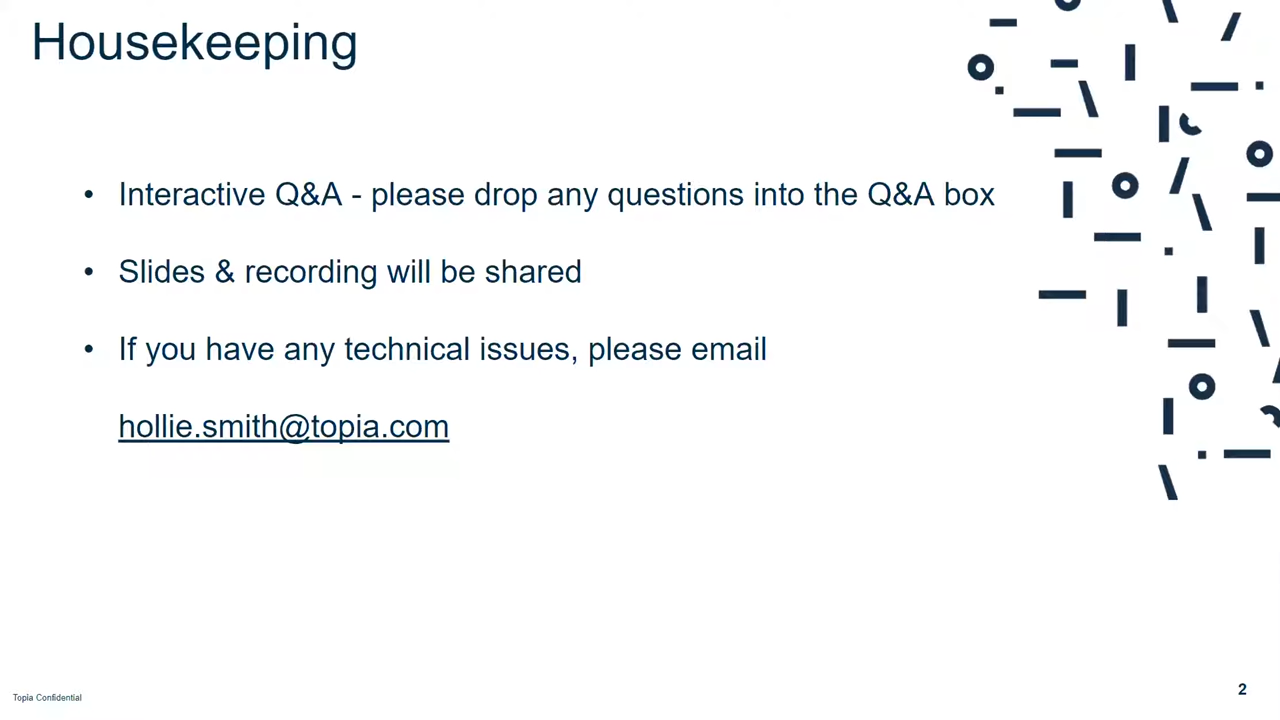 Housekeeping
• Interactive Q&A - please drop any questions into the Q&A box
• Slides & recording will be shared
• If you have any technical issues, please email
hollie.smith@topia.com
Topia Confidential
2